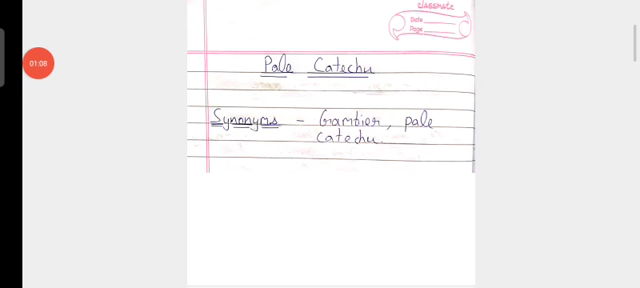 classmate
Date
Page
01:08
Pale Catechu
Synonyms - Gambier, pale
catechu.